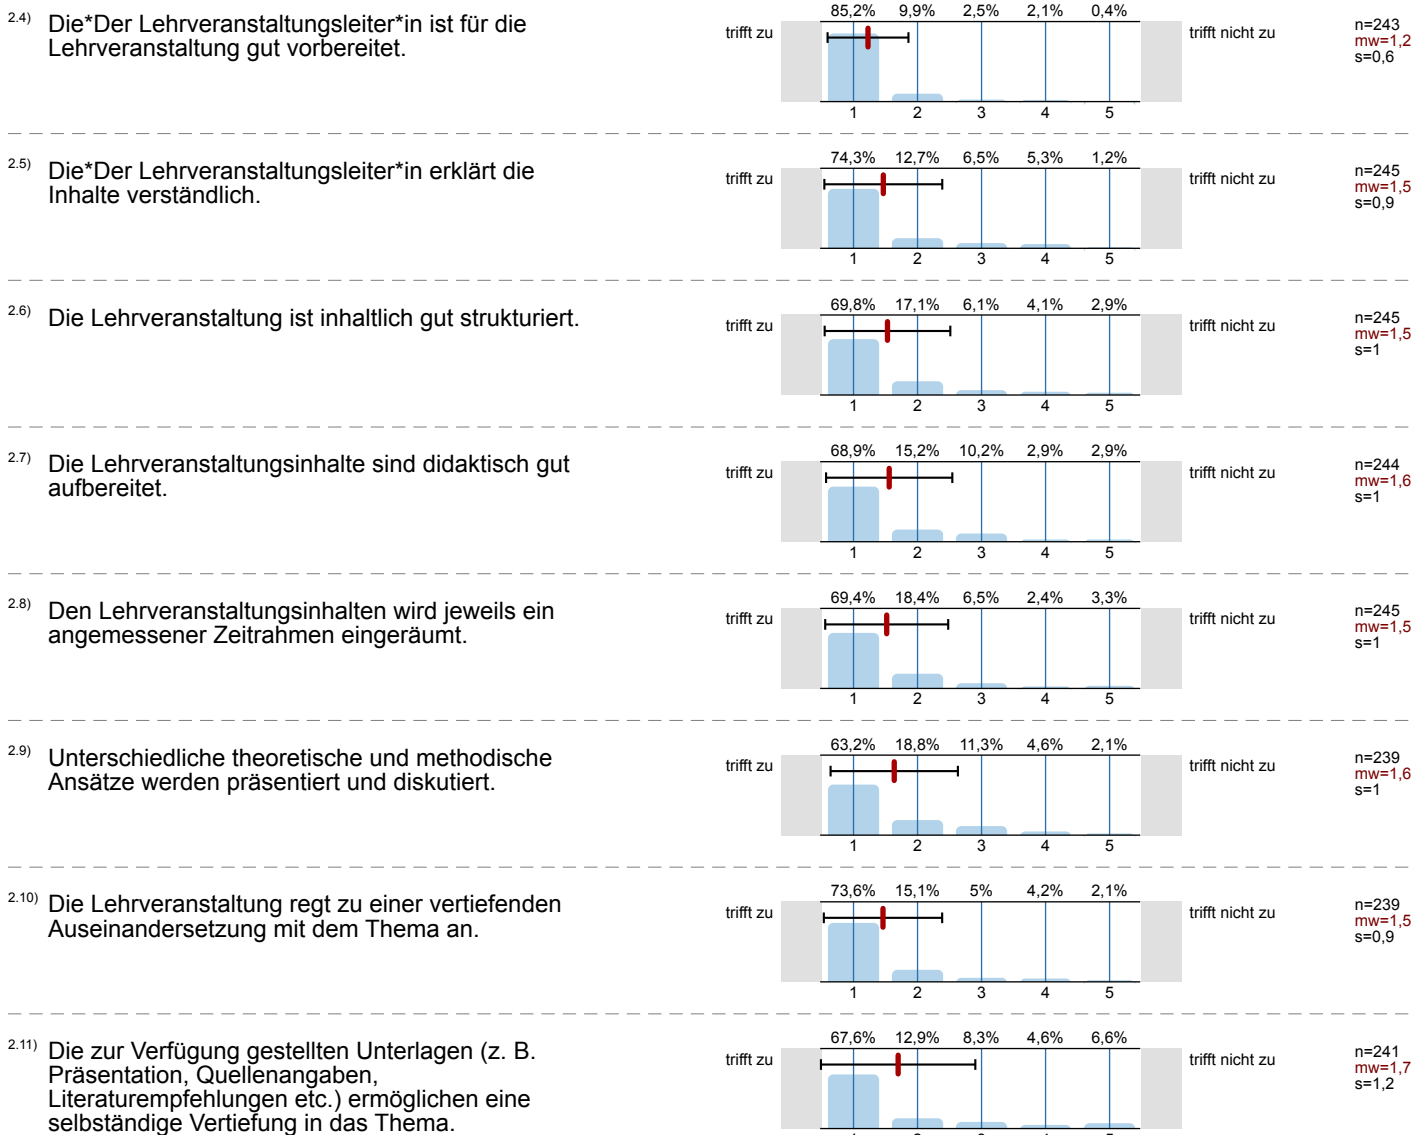 2.4) Die*Der Lehrveranstaltungsleiter*in ist für die
Lehrveranstaltung gut vorbereitet.
trifft zu
85,2% 9,9% 2,5% 2,1% 0,4%
1 2 3 4 5
trifft nicht zu
n=243
mw=1,2
s=0,6
2.5) Die*Der Lehrveranstaltungsleiter*in erklärt die
Inhalte verständlich.
trifft zu
74,3% 12,7% 6,5% 5,3% 1,2%
1 2 3 4 5
trifft nicht zu
n=245
mw=1,5
s=0,9
2.6) Die Lehrveranstaltung ist inhaltlich gut strukturiert.
trifft zu
69,8% 17,1% 6,1% 4,1% 2,9%
1 2 3 4 5
trifft nicht zu
n=245
mw=1,5
s=1
2.7) Die Lehrveranstaltungsinhalte sind didaktisch gut
aufbereitet.
trifft zu
68,9% 15,2% 10,2% 2,9% 2,9%
1 2 3 4 5
trifft nicht zu
n=244
mw=1,6
s=1
2.8) Den Lehrveranstaltungsinhalten wird jeweils ein
angemessener Zeitrahmen eingeräumt.
trifft zu
69,4% 18,4% 6,5% 2,4% 3,3%
1 2 3 4 5
trifft nicht zu
n=245
mw=1,5
s=1
2.9) Unterschiedliche theoretische und methodische
Ansätze werden präsentiert und diskutiert.
trifft zu
63,2% 18,8% 11,3% 4,6% 2,1%
1 2 3 4 5
trifft nicht zu
n=239
mw=1,6
s=1
2.10) Die Lehrveranstaltung regt zu einer vertiefenden
Auseinandersetzung mit dem Thema an.
trifft zu
73,6% 15,1% 5% 4,2% 2,1%
1 2 3 4 5
trifft nicht zu
n=239
mw=1,5
s=0,9
2.11) Die zur Verfügung gestellten Unterlagen (z. B.
Präsentation, Quellenangaben,
Literaturempfehlungen etc.) ermöglichen eine
selbständige Vertiefung in das Thema.
trifft zu
67,6% 12,9% 8,3% 4,6% 6,6%
trifft nicht zu
n=241
mw=1,7
s=1,2